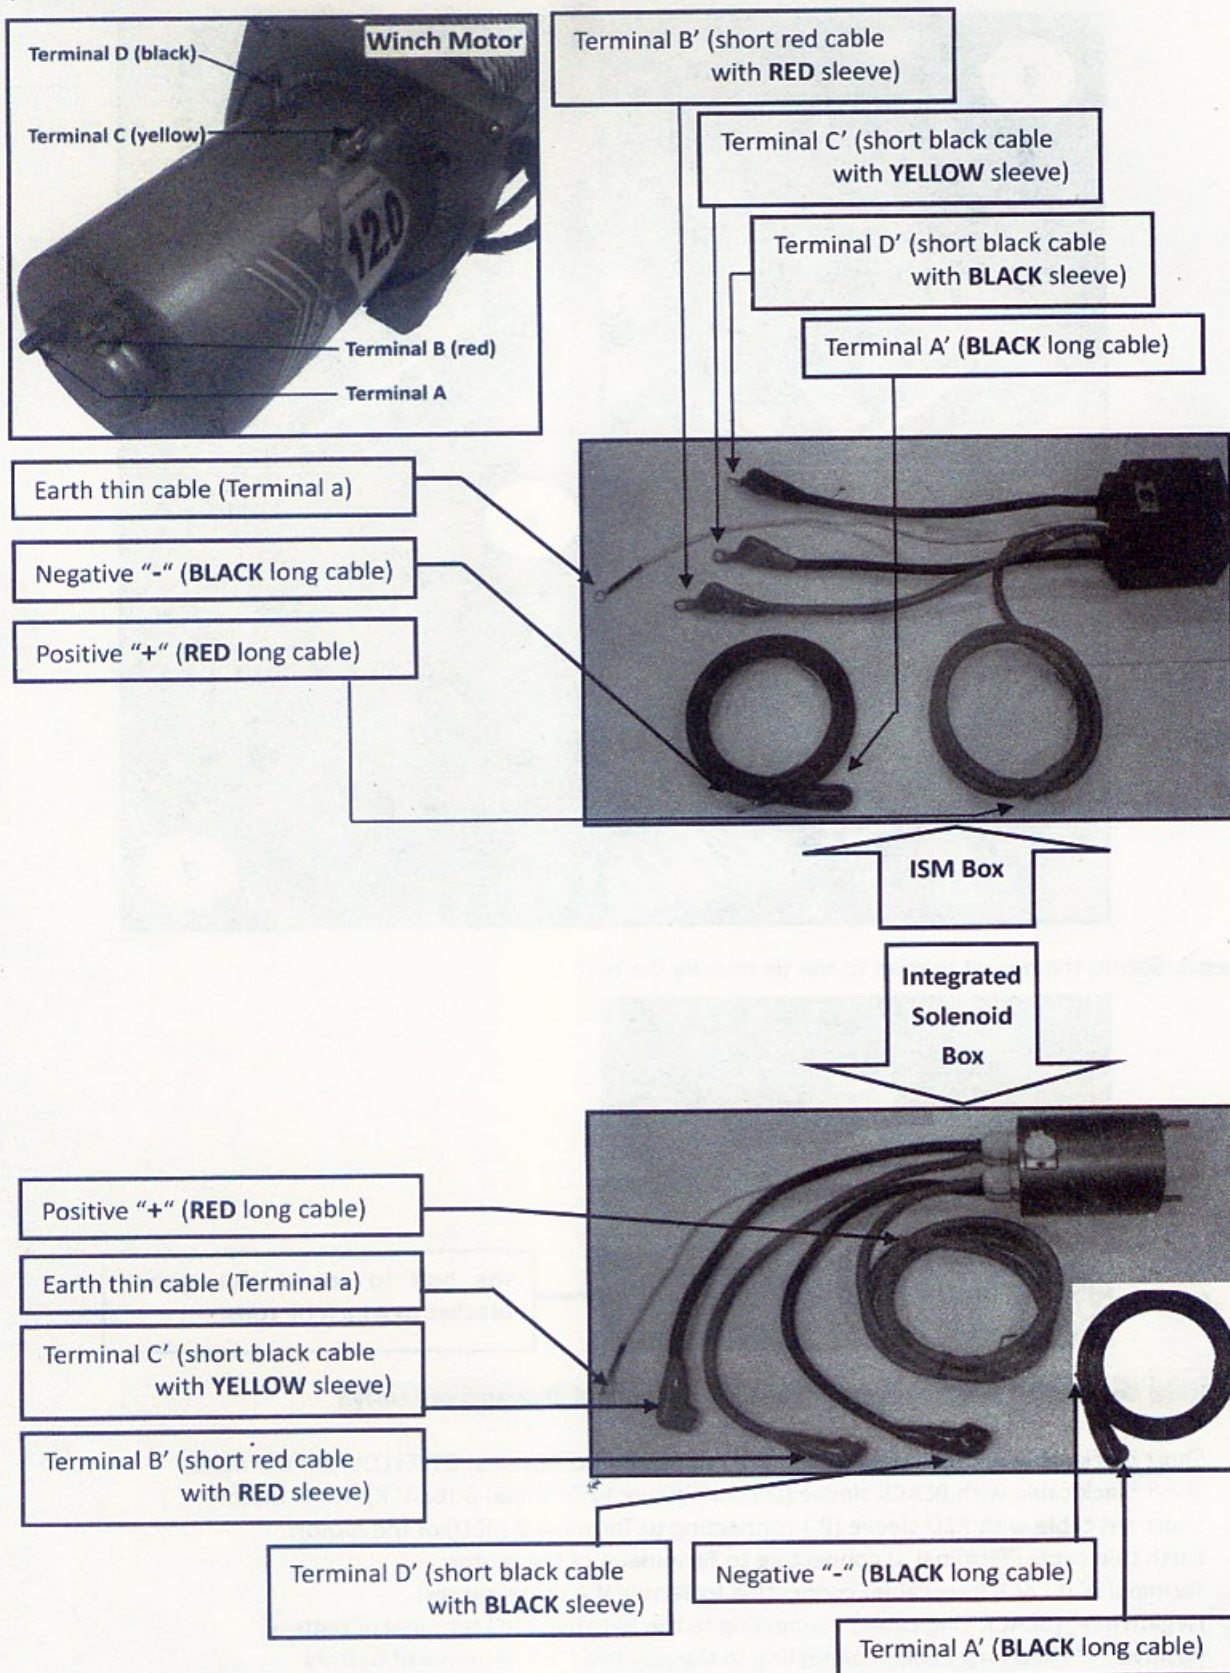 Winch Motor
Terminal D (black)
Terminal C (yellow)
12.0
Terminal B (red)
Terminal A
Terminal B’ (short red cable
with RED sleeve)
Terminal C’ (short black cable
with YELLOW sleeve)
Terminal D’ (short black cable
with BLACK sleeve)
Terminal A’ (BLACK long cable)
Earth thin cable (Terminal a)
Negative “-“ (BLACK long cable)
Positive “+“ (RED long cable)
ISM Box
Integrated
Solenoid
Box
Positive “+“ (RED long cable)
Earth thin cable (Terminal a)
Terminal C’ (short black cable
with YELLOW sleeve)
Terminal B’ (short red cable
with RED sleeve)
Terminal D’ (short black cable
with BLACK sleeve)
Negative “-“ (BLACK long cable)
Terminal A’ (BLACK long cable)